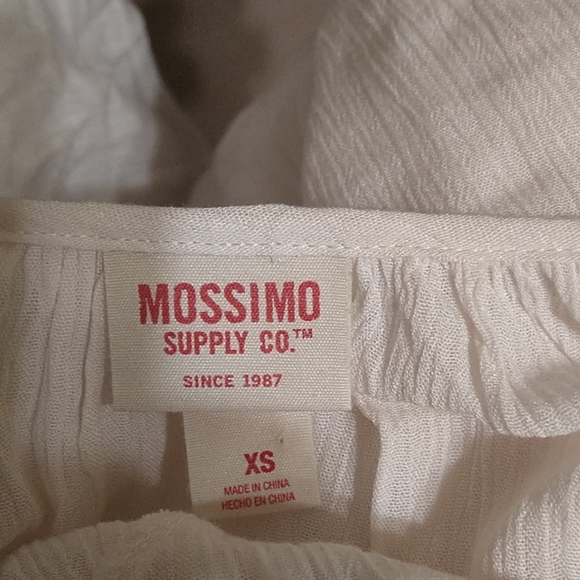 MOSSIMO
SUPPLY CO.™
SINCE 1987
XS
MADE IN CHINA
HECHO EN CHINA